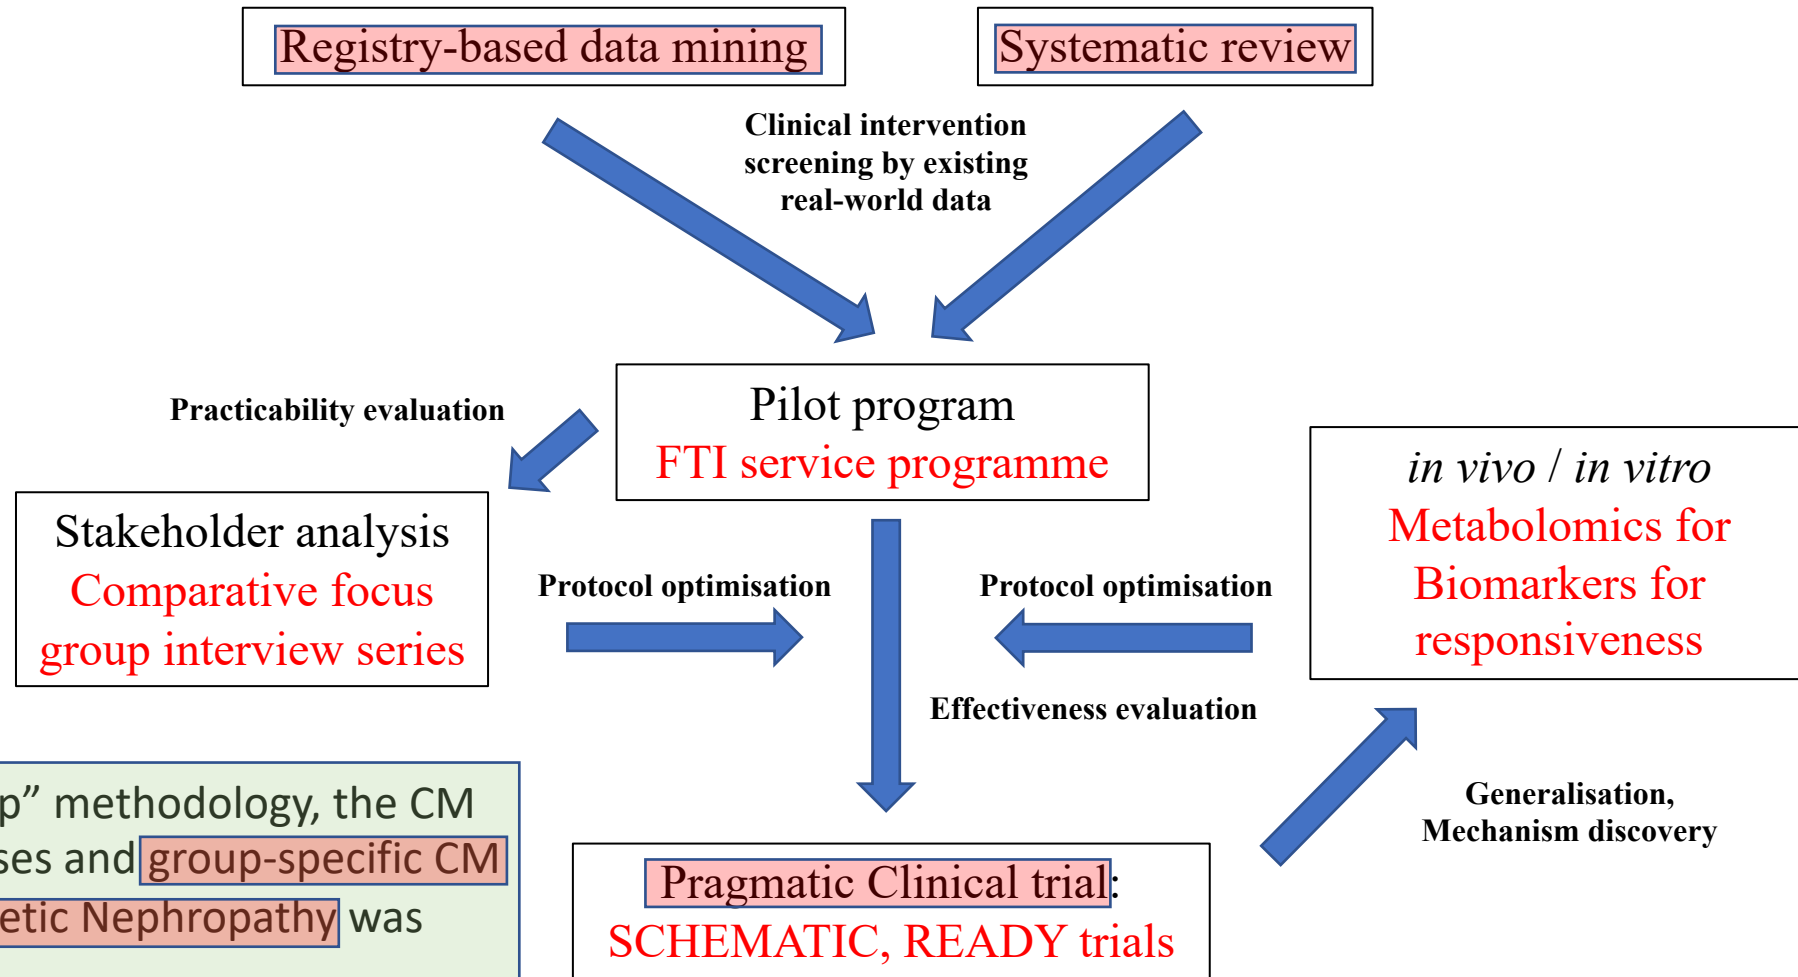 Registry-based data mining
Systematic review
Clinical intervention
screening by existing
real-world data
Practicability evaluation
Pilot program
FTI service programme
in vivo / in vitro
Metabolomics for
Biomarkers for
responsiveness
Stakeholder analysis
Comparative focus
group interview series
Protocol optimisation
Protocol optimisation
Effectiveness evaluation
Generalisation,
Mechanism discovery
p” methodology, the CM
ses and group-specific CM
etic Nephropathy was
Pragmatic Clinical trial:
SCHEMATIC, READY trials